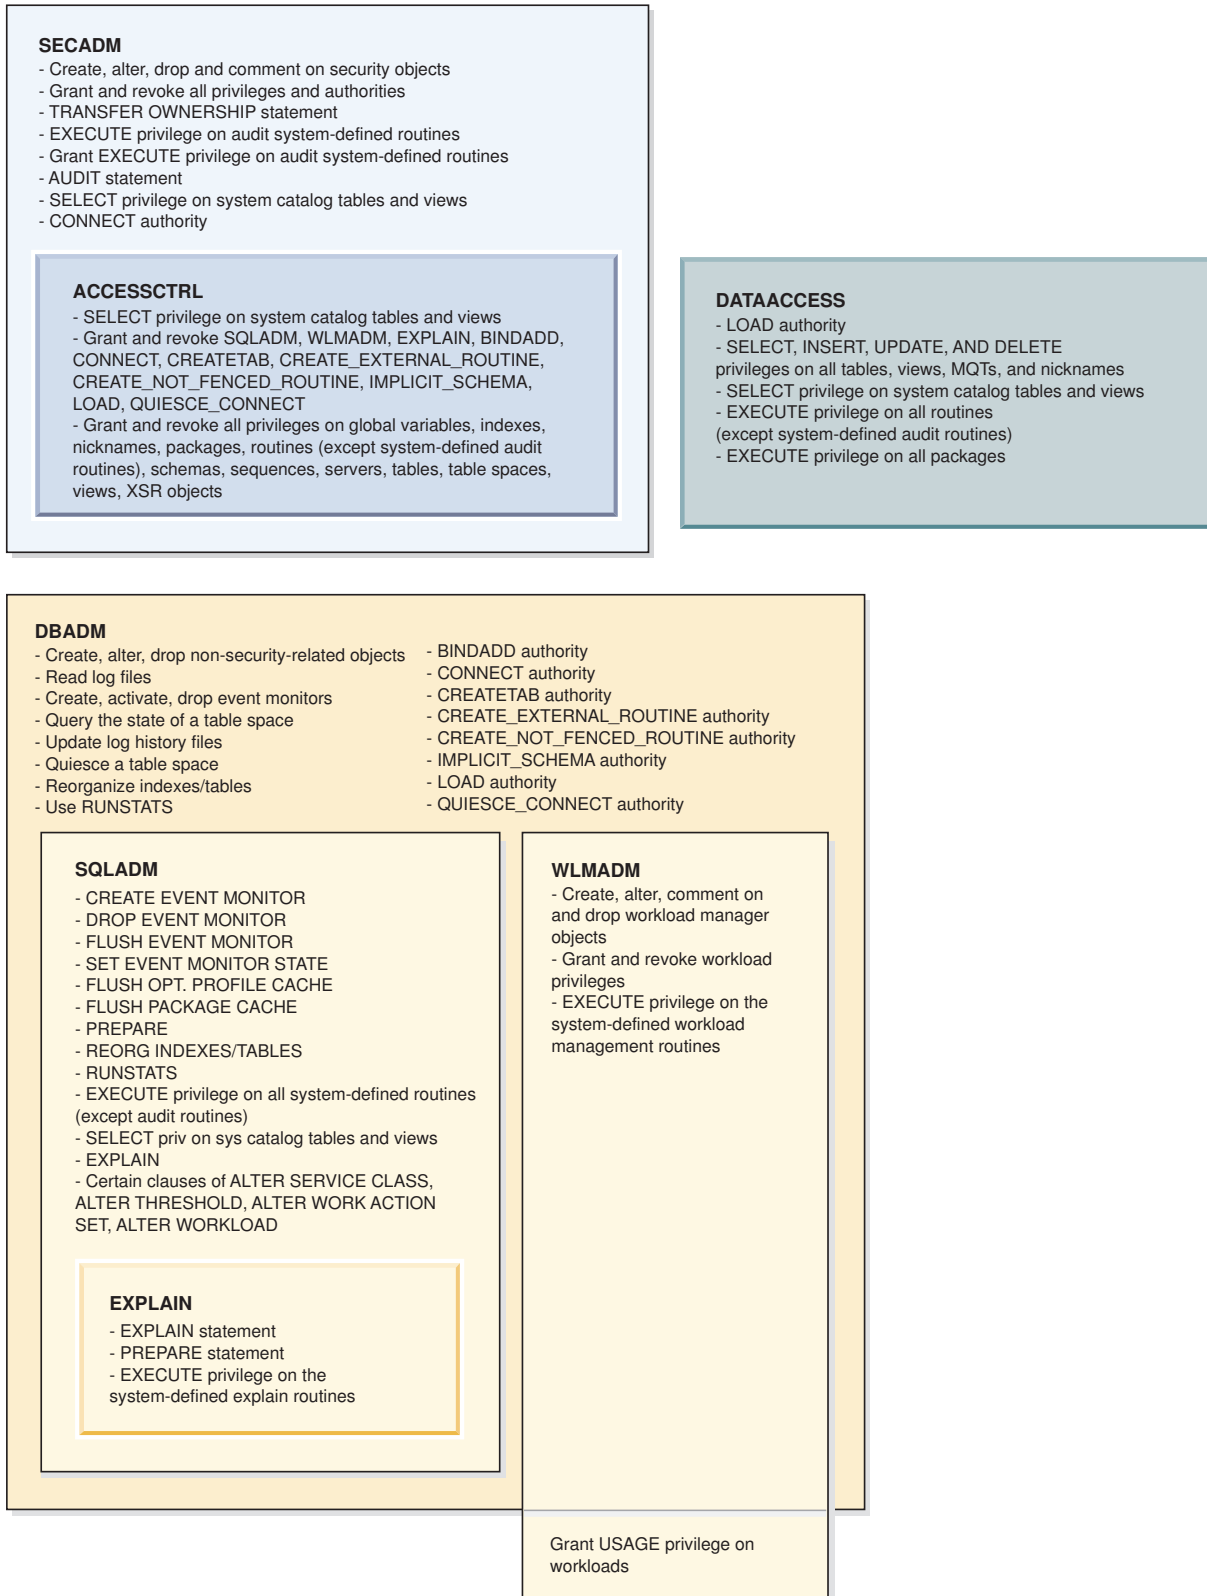 SECADM
- Create, alter, drop and comment on security objects
- Grant and revoke all privileges and authorities
- TRANSFER OWNERSHIP statement
- EXECUTE privilege on audit system-defined routines
- Grant EXECUTE privilege on audit system-defined routines
- AUDIT statement
- SELECT privilege on system catalog tables and views
- CONNECT authority
ACCESSCTRL
- SELECT privilege on system catalog tables and views
- Grant and revoke SQLADM, WLMADM, EXPLAIN, BINDADD,
CONNECT, CREATETAB, CREATE_EXTERNAL_ROUTINE,
CREATE_NOT_FENCED_ROUTINE, IMPLICIT_SCHEMA,
LOAD, QUIESCE_CONNECT
- Grant and revoke all privileges on global variables, indexes,
nicknames, packages, routines (except system-defined audit
routines), schemas, sequences, servers, tables, table spaces,
views, XSR objects
DATAACCESS
- LOAD authority
- SELECT, INSERT, UPDATE, AND DELETE
privileges on all tables, views, MQTs, and nicknames
- SELECT privilege on system catalog tables and views
- EXECUTE privilege on all routines
(except system-defined audit routines)
- EXECUTE privilege on all packages
DBADM
- Create, alter, drop non-security-related objects
- Read log files
- Create, activate, drop event monitors
- Query the state of a table space
- Update log history files
- Quiesce a table space
- Reorganize indexes/tables
- Use RUNSTATS
- BINDADD authority
- CONNECT authority
- CREATETAB authority
- CREATE_EXTERNAL_ROUTINE authority
- CREATE_NOT_FENCED_ROUTINE authority
- IMPLICIT_SCHEMA authority
- LOAD authority
- QUIESCE_CONNECT authority
SQLADM
- CREATE EVENT MONITOR
- DROP EVENT MONITOR
- FLUSH EVENT MONITOR
- SET EVENT MONITOR STATE
- FLUSH OPT. PROFILE CACHE
- FLUSH PACKAGE CACHE
- PREPARE
- REORG INDEXES/TABLES
- RUNSTATS
- EXECUTE privilege on all system-defined routines
(except audit routines)
- SELECT priv on sys catalog tables and views
- EXPLAIN
- Certain clauses of ALTER SERVICE CLASS,
ALTER THRESHOLD, ALTER WORK ACTION
SET, ALTER WORKLOAD
EXPLAIN
- EXPLAIN statement
- PREPARE statement
- EXECUTE privilege on the
system-defined explain routines
WLMADM
- Create, alter, comment on
and drop workload manager
objects
- Grant and revoke workload
privileges
- EXECUTE privilege on the
system-defined workload
management routines
Grant USAGE privilege on
workloads